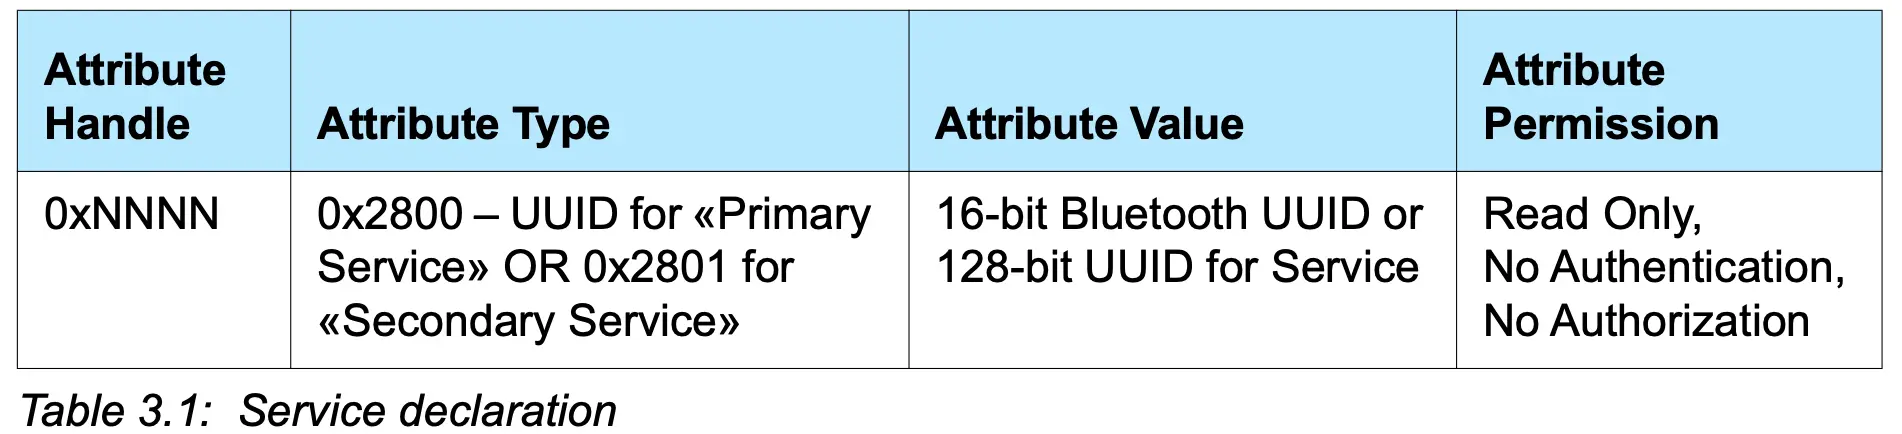 Attribute
Handle
Attribute Type
Attribute Value
Attribute
Permission
0xNNNN
0x2800 – UUID for «Primary
Service» OR 0x2801 for
«Secondary Service»
16-bit Bluetooth UUID or
128-bit UUID for Service
Read Only,
No Authentication,
No Authorization
Table 3.1: Service declaration